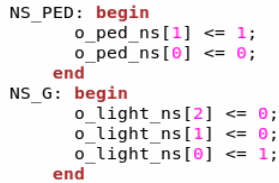 NS_PED: begin
o_ped_ns[1] <= 1;
o_ped_ns[0] <= 0;
end
NS_G: begin
o_light_ns[2] <= 0;
o_light_ns[1] <= 0;
o_light_ns[0] <= 1;
end